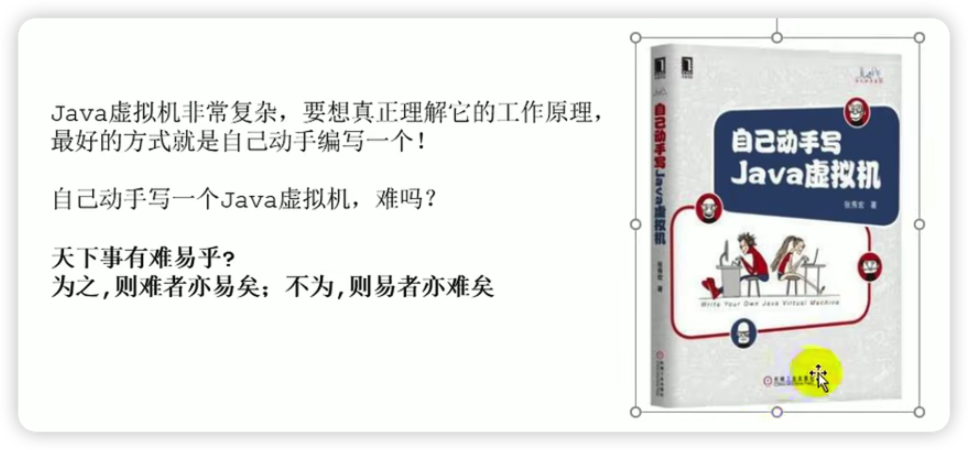 Java虚拟机非常复杂，要想真正理解它的工作原理，
最好的方式就是自己动手编写一个！
自己动手写一个Java虚拟机，难吗？
天下事有难易乎?
为之,则难者亦易矣；不为,则易者亦难矣
自己动手写Java虚拟机
张秀宏 著
自己动手写
Java虚拟机
张秀宏 著
Write Your Own Java Virtual Machine